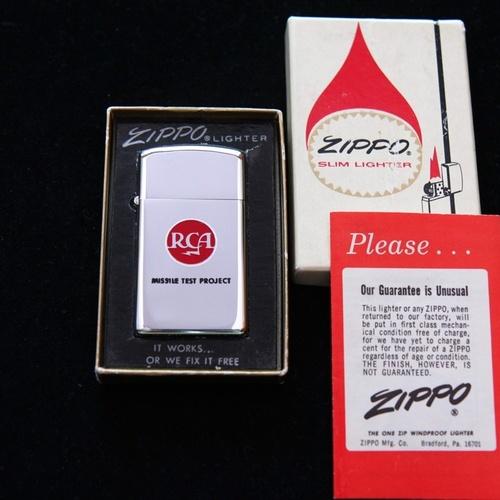 ZIPPO® LIGHTER
RCA
MISSILE TEST PROJECT
IT WORKS...
OR WE FIX IT FREE
ZIPPO®
SLIM LIGHTER
Please...
Our Guarantee is Unusual
This lighter or any ZIPPO, when
returned to our factory, will
be put in first class mechan-
ical condition free of charge,
for we have yet to charge a
cent for the repair of a ZIPPO
regardless of age or condition.
THE FINISH, HOWEVER, IS
NOT GUARANTEED.
ZIPPO®
THE ONE ZIP WINDPROOF LIGHTER
ZIPPO Mfg. Co. Bradford, Pa. 16701